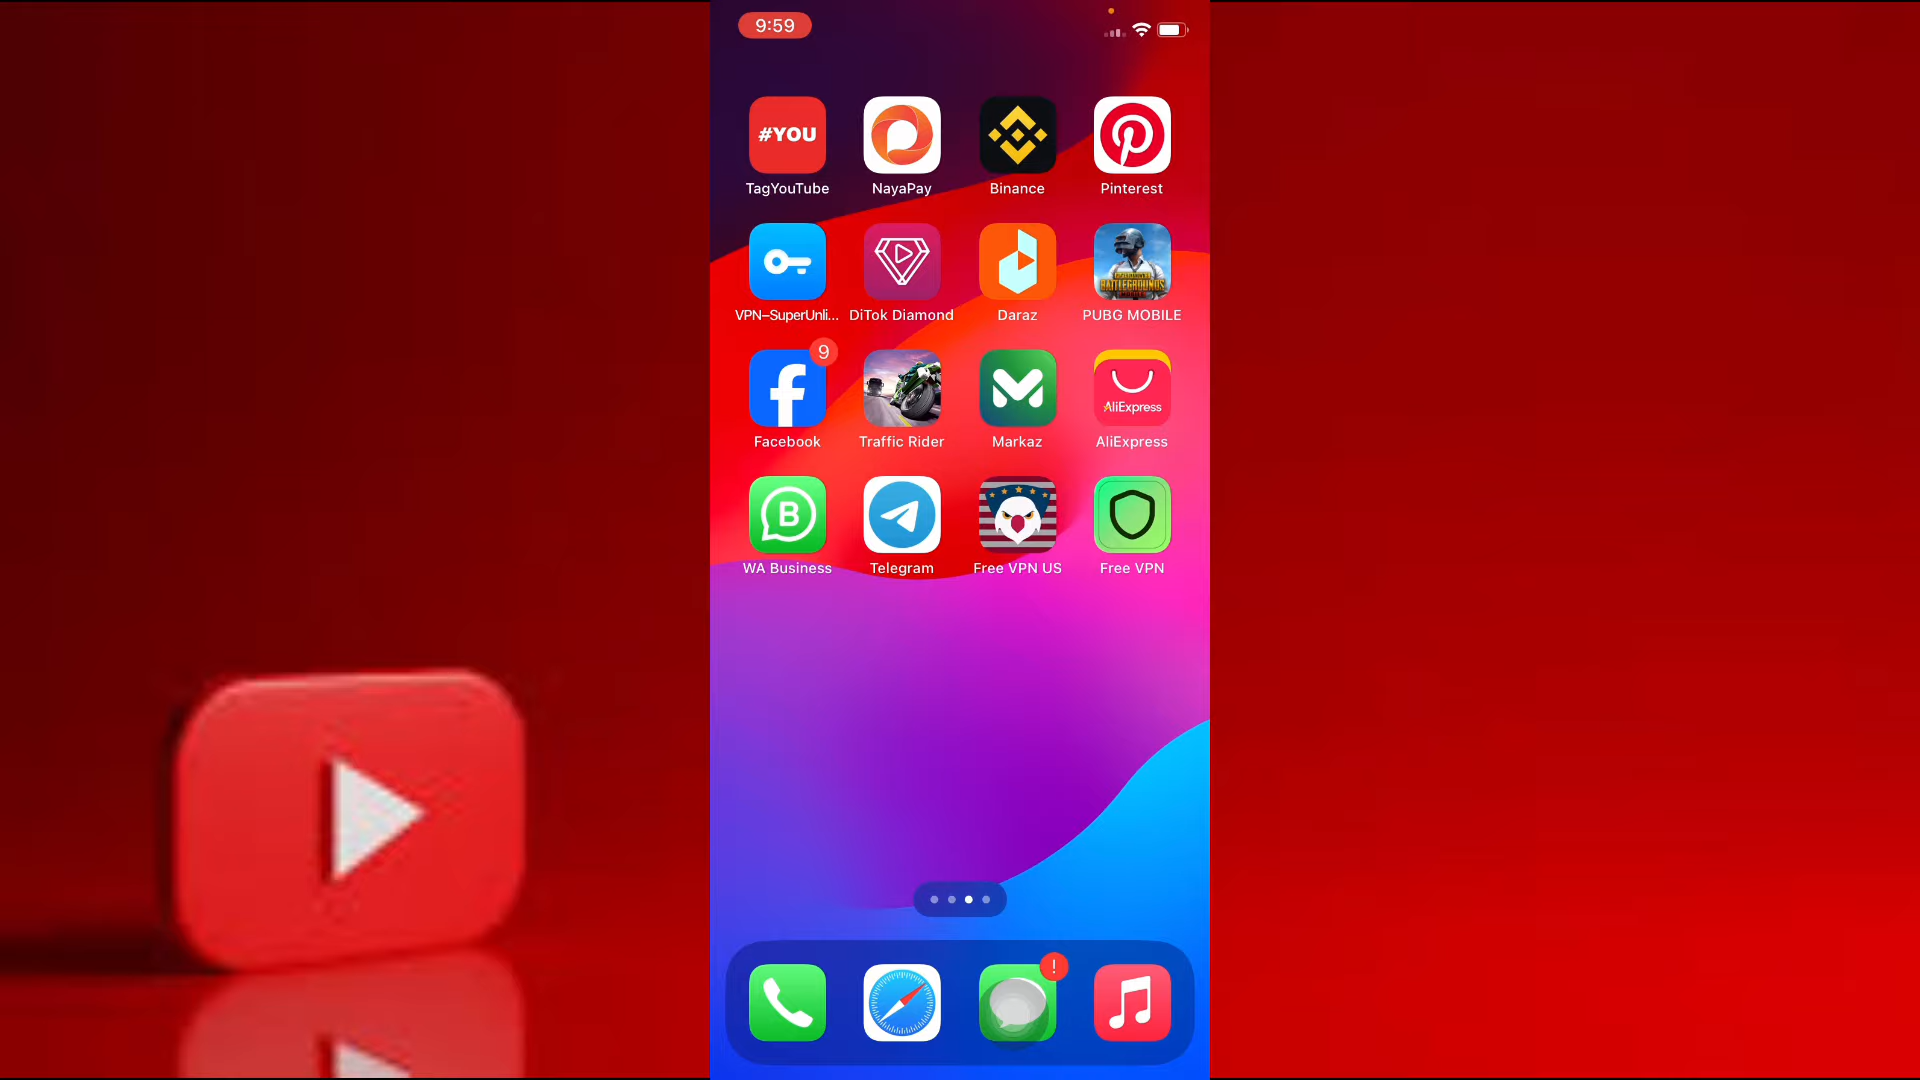 9:59
#YOU
TagYouTube
NayaPay
Binance
Pinterest
VPN-SuperUnli...
DiTok Diamond
Daraz
BATTLEGROUNDS
PUBG MOBILE
9
Facebook
Traffic Rider
Markaz
AliExpress
AliExpress
B
WA Business
Telegram
Free VPN US
Free VPN
!